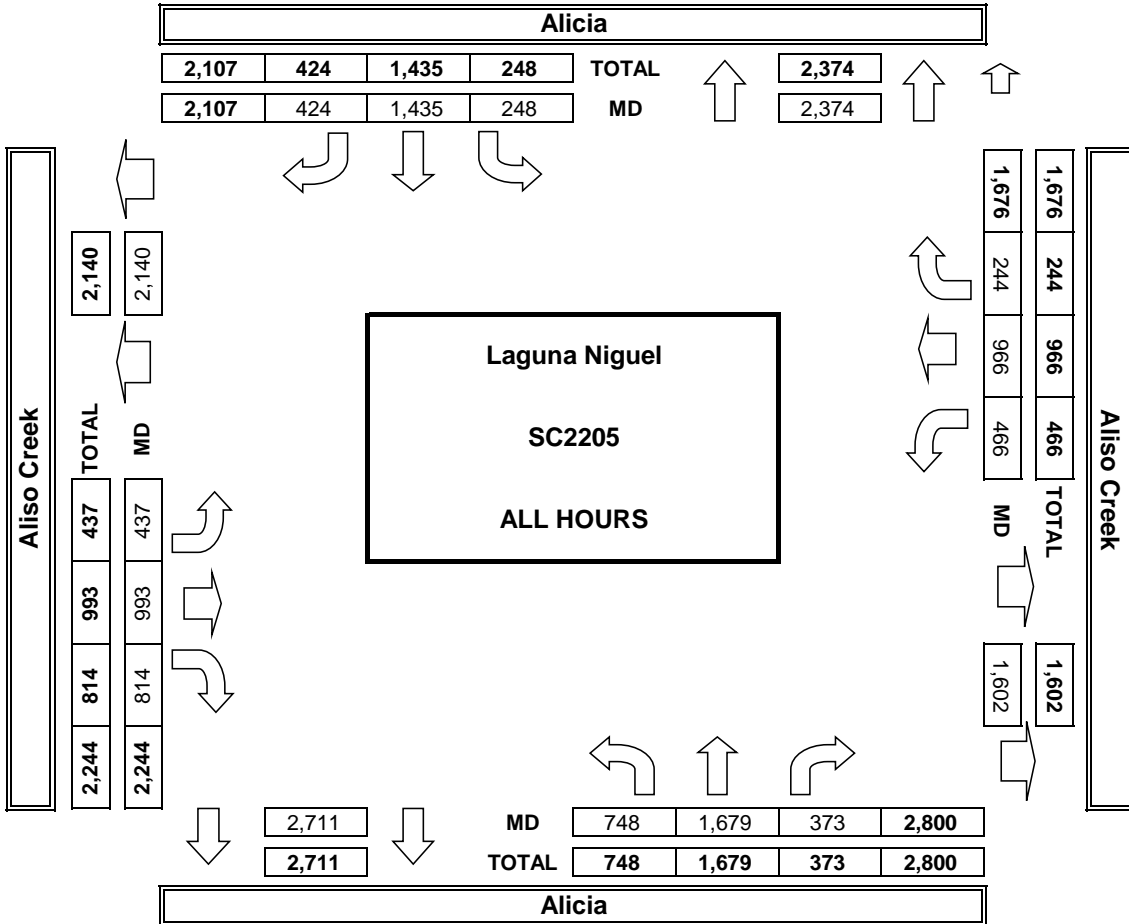 Alicia
2,107 424 1,435 248 TOTAL 2,374
2,107 424 1,435 248 MD 2,374
Aliso Creek
2,140 2,140
TOTAL MD
437 437
993 993
814 814
2,244 2,244
Laguna Niguel
SC2205
ALL HOURS
1,676 1,676
244 244
966 966
466 466
MD TOTAL
1,602 1,602
Aliso Creek
2,711 MD 748 1,679 373 2,800
2,711 TOTAL 748 1,679 373 2,800
Alicia